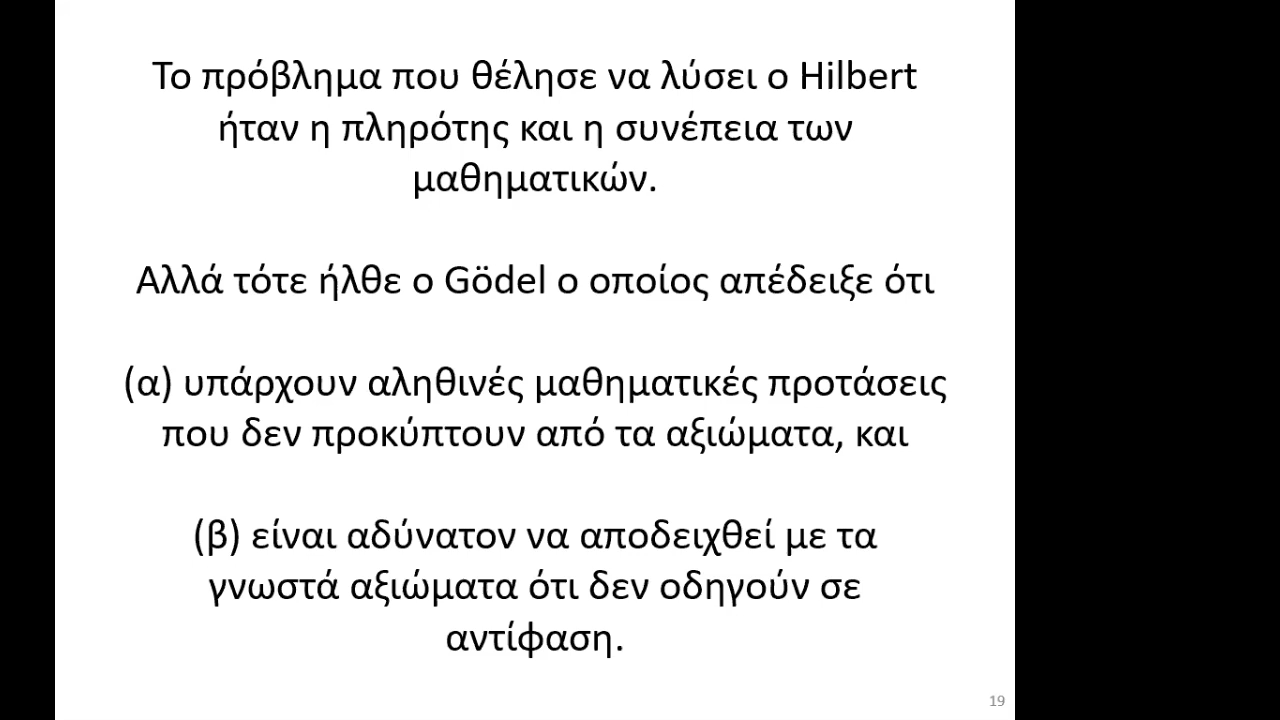 Το πρόβλημα που θέλησε να λύσει ο Hilbert
ήταν η πληρότης και η συνέπεια των
μαθηματικών.
Αλλά τότε ήλθε ο Gödel ο οποίος απέδειξε ότι
(α) υπάρχουν αληθινές μαθηματικές προτάσεις
που δεν προκύπτουν από τα αξιώματα, και
(β) είναι αδύνατον να αποδειχθεί με τα
γνωστά αξιώματα ότι δεν οδηγούν σε
αντίφαση.
19